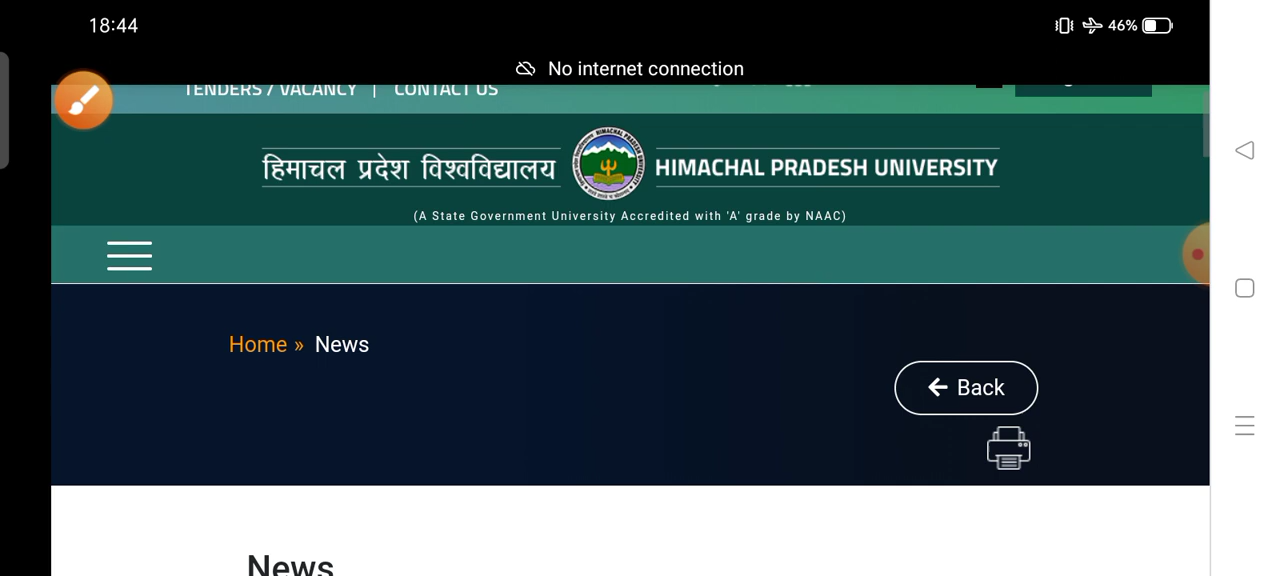 18:44
46%
No internet connection
TENDERS / VACANCY | CONTACT US
हिमाचल प्रदेश विश्वविद्यालय HIMACHAL PRADESH UNIVERSITY
(A State Government University Accredited with 'A' grade by NAAC)
Home » News
Back
News